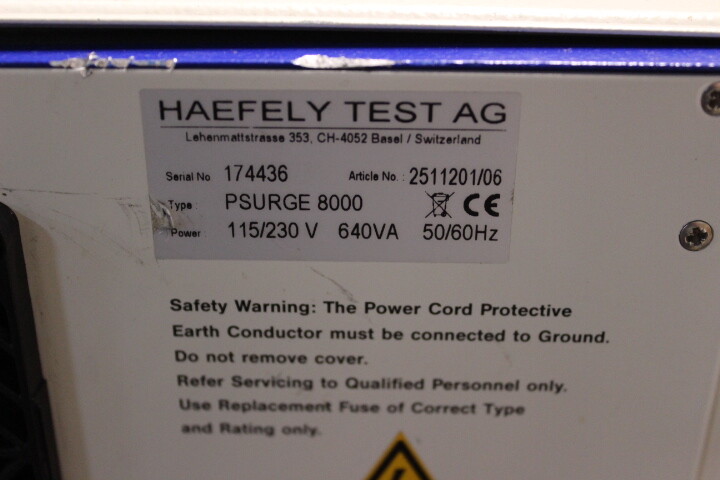 HAEFELY TEST AG
Lehenmattstrasse 353, CH-4052 Basel / Switzerland
Serial No 174436 Article No. : 2511201/06
Type PSURGE 8000 CE
Power : 115/230 V 640VA 50/60Hz
Safety Warning: The Power Cord Protective
Earth Conductor must be connected to Ground.
Do not remove cover.
Refer Servicing to Qualified Personnel only.
Use Replacement Fuse of Correct Type
and Rating only.